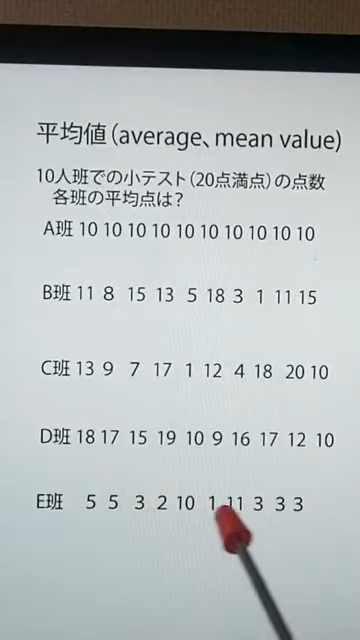 平均値（average、mean value）
10人班での小テスト（20点満点）の点数
各班の平均点は？
A班 10 10 10 10 10 10 10 10 10 10
B班 11 8 15 13 5 18 3 1 11 15
C班 13 9 7 17 1 12 4 18 20 10
D班 18 17 15 19 10 9 16 17 12 10
E班 5 5 3 2 10 1 11 3 3 3